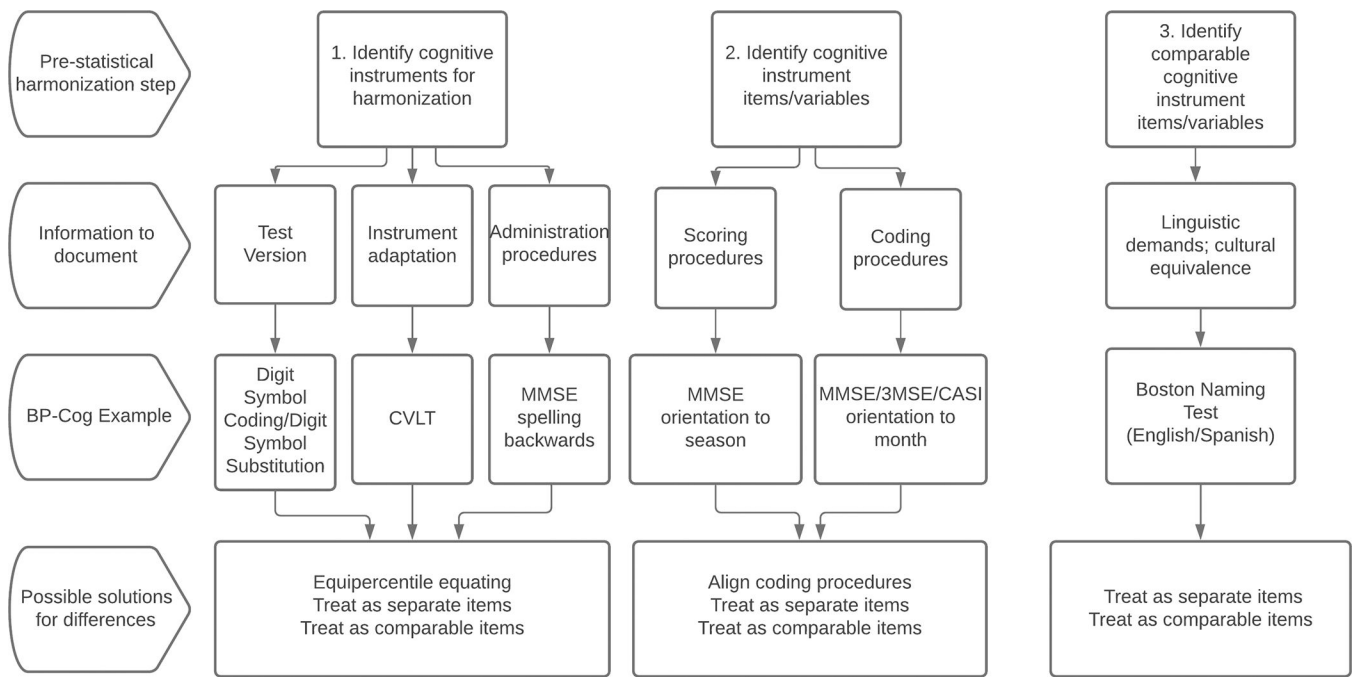 Pre-statistical
harmonization step
1. Identify cognitive
instruments for
harmonization
2. Identify cognitive
instrument
items/variables
3. Identify
comparable
cognitive
instrument
items/variables
Information to
document
Test
Version
Instrument
adaptation
Administration
procedures
Scoring
procedures
Coding
procedures
Linguistic
demands; cultural
equivalence
BP-Cog Example
Digit
Symbol
Coding/Digit
Symbol
Substitution
CVLT
MMSE
spelling
backwards
MMSE
orientation to
season
MMSE/3MSE/CASI
orientation to
month
Boston Naming
Test
(English/Spanish)
Possible solutions
for differences
Equipercentile equating
Treat as separate items
Treat as comparable items
Align coding procedures
Treat as separate items
Treat as comparable items
Treat as separate items
Treat as comparable items